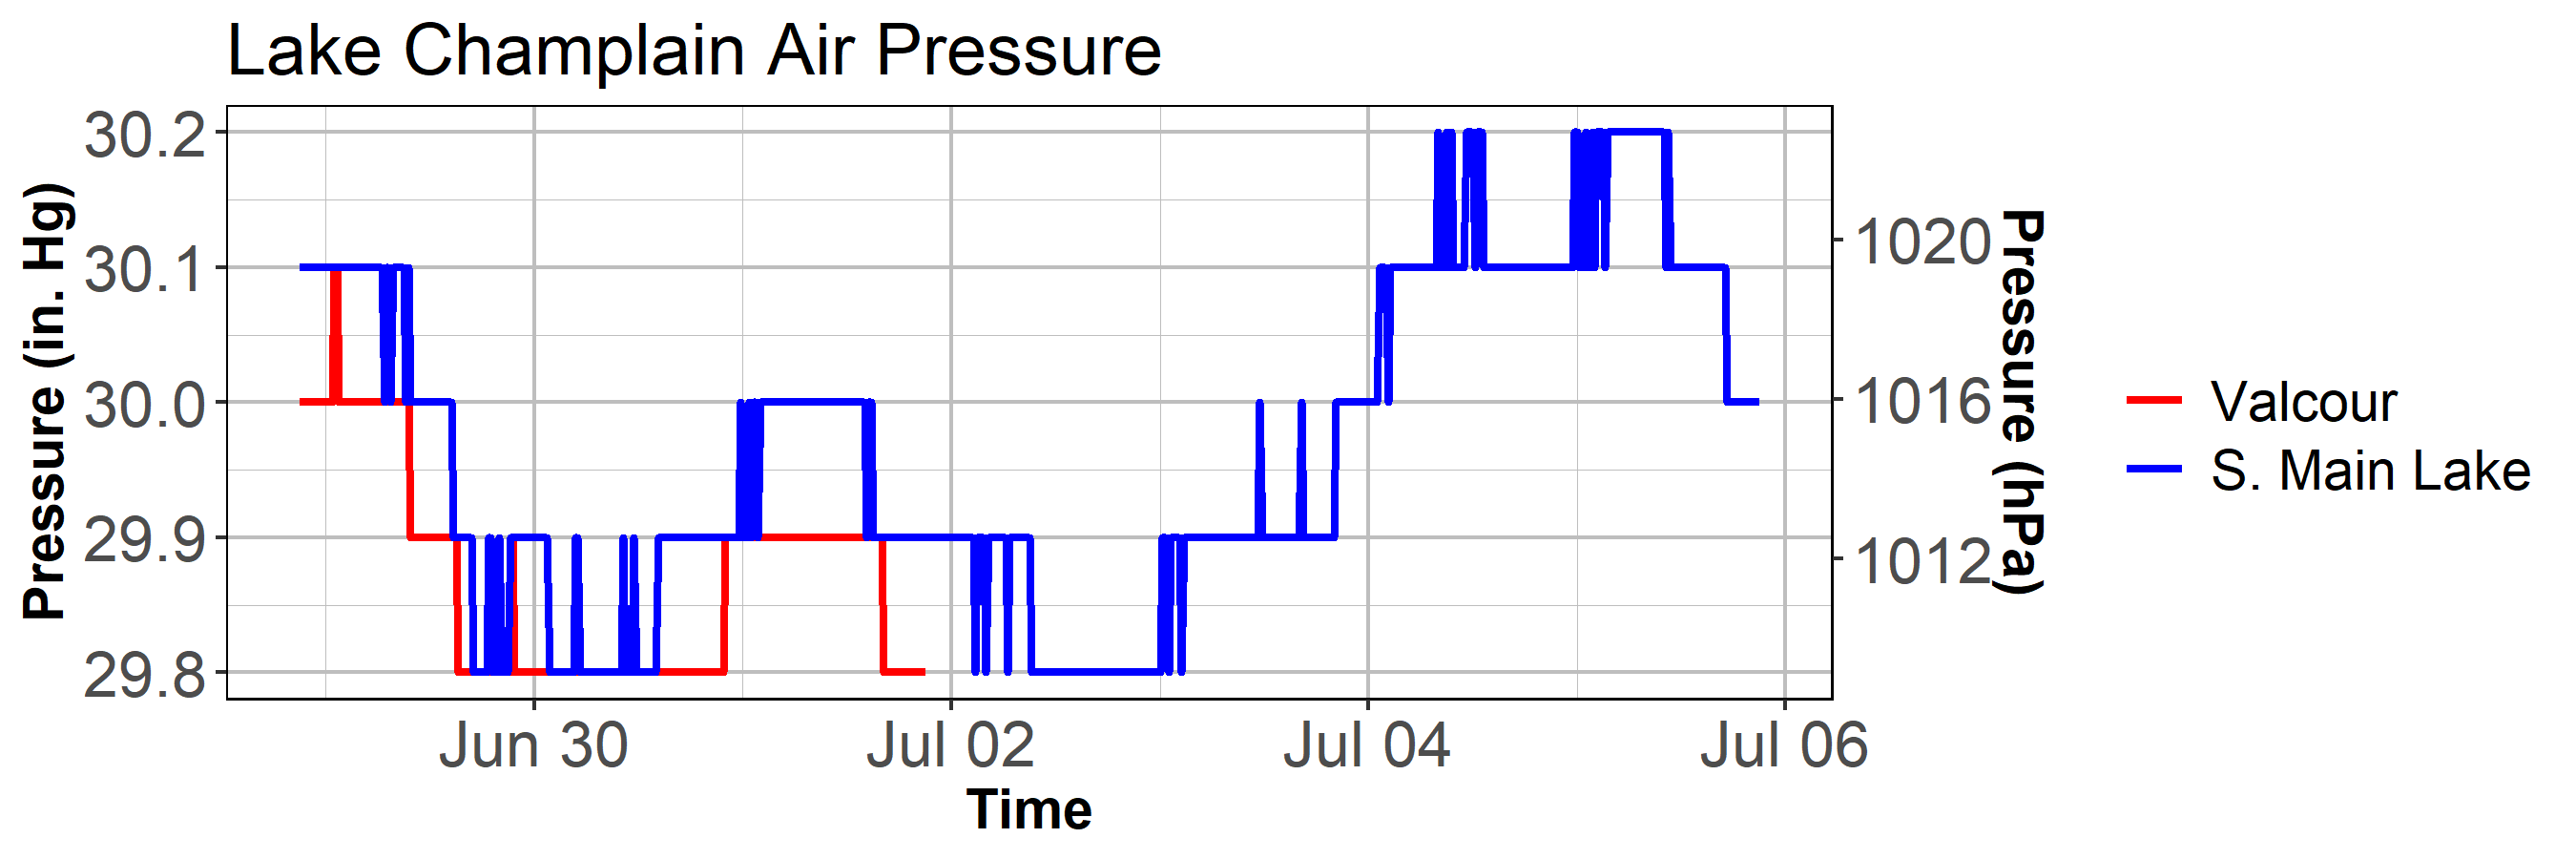 Lake Champlain Air Pressure
Pressure (in. Hg)
30.2
30.1
30.0
29.9
29.8
Jun 30
Jul 02
Jul 04
Jul 06
Time
1020
1016
1012
Pressure (hPa)
Valcour
S. Main Lake